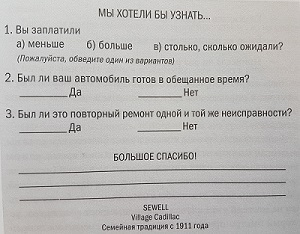 МЫ ХОТЕЛИ БЫ УЗНАТЬ...
1. Вы заплатили
а) меньше б) больше в) столько, сколько ожидали?
(Пожалуйста, обведите один из вариантов)
2. Был ли ваш автомобиль готов в обещанное время?
________ Да ________ Нет
3. Был ли это повторный ремонт одной и той же неисправности?
________ Да ________ Нет
БОЛЬШОЕ СПАСИБО!
SEWELL
Village Cadillac
Семейная традиция с 1911 года